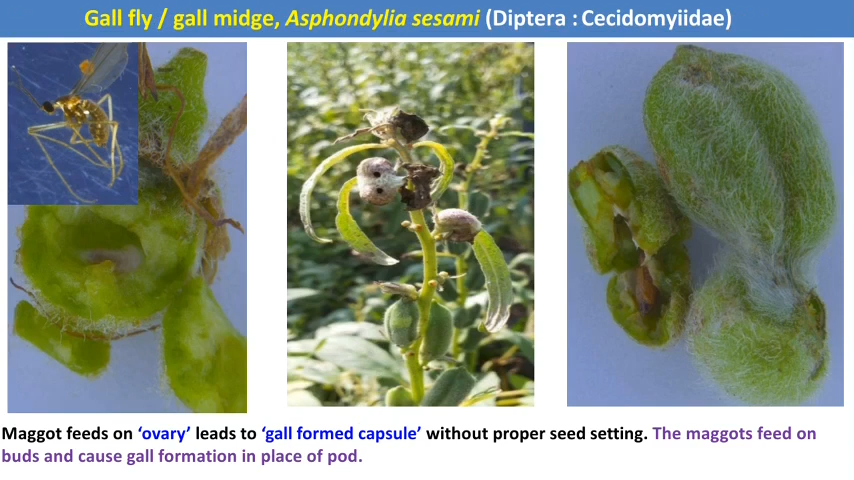 Gall fly / gall midge, Asphondylia sesami (Diptera : Cecidomyiidae)
Maggot feeds on ‘ovary’ leads to ‘gall formed capsule’ without proper seed setting. The maggots feed on
buds and cause gall formation in place of pod.